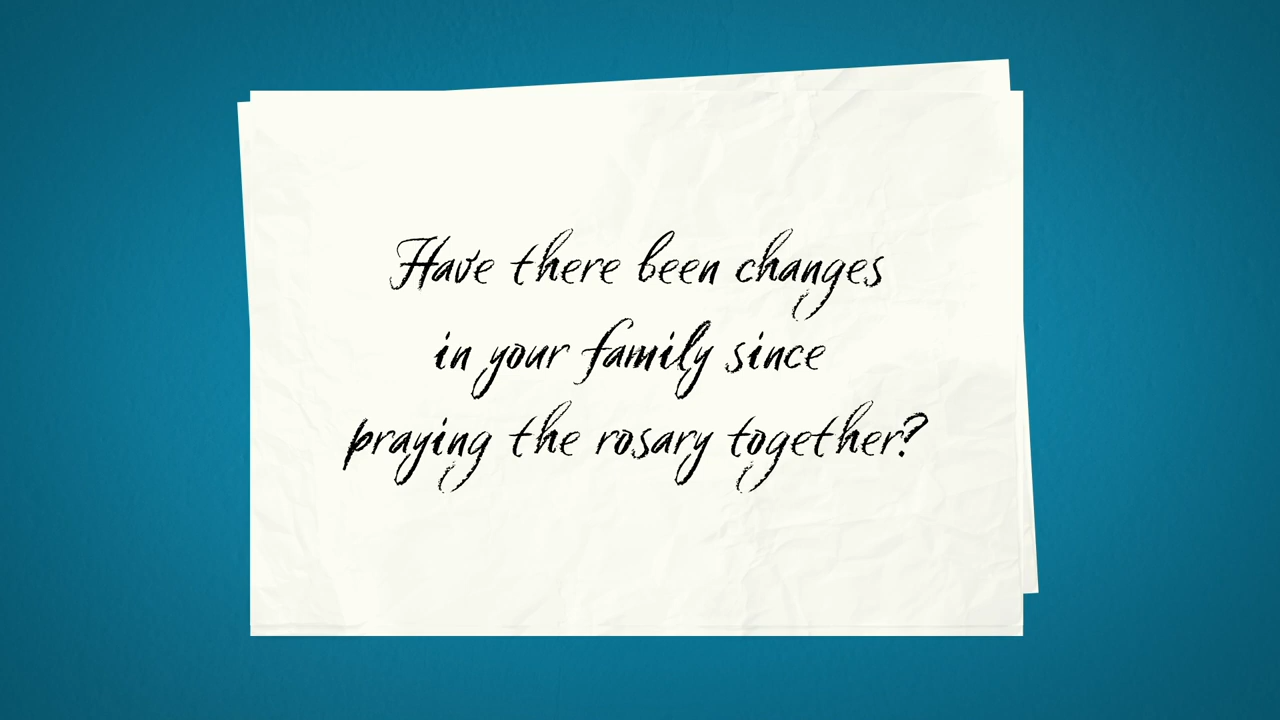 Have there been changes
in your family since
praying the rosary together?